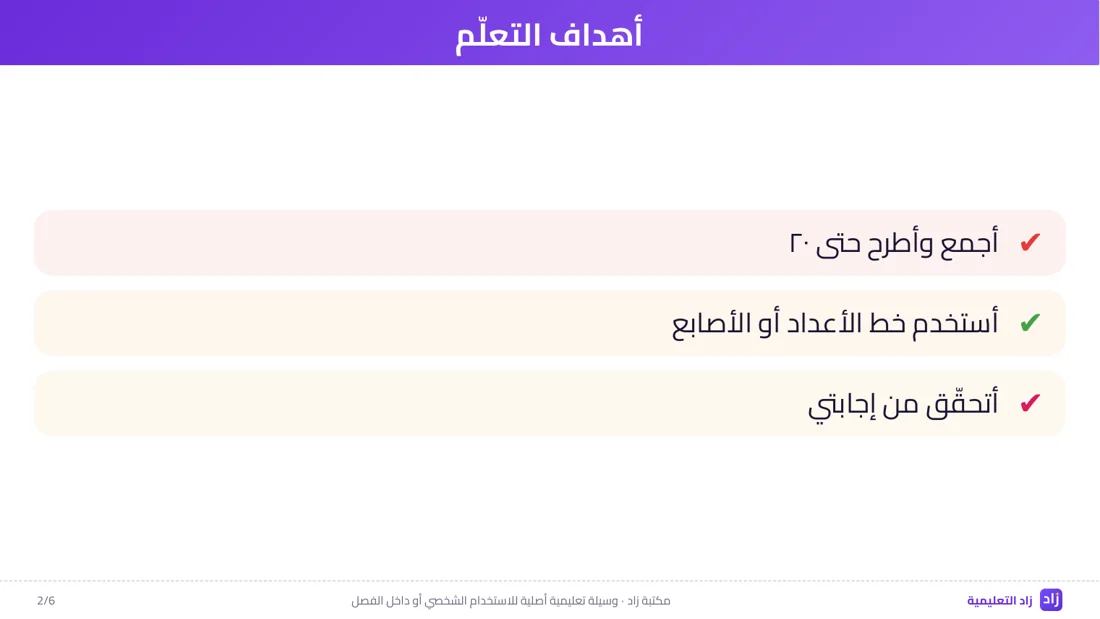 أهداف التعلّم
✔ أجمع وأطرح حتى ٢٠
✔ أستخدم خط الأعداد أو الأصابع
✔ أتحقّق من إجابتي
زاد زاد التعليمية
مكتبة زاد · وسيلة تعليمية أصلية للاستخدام الشخصي أو داخل الفصل
2/6